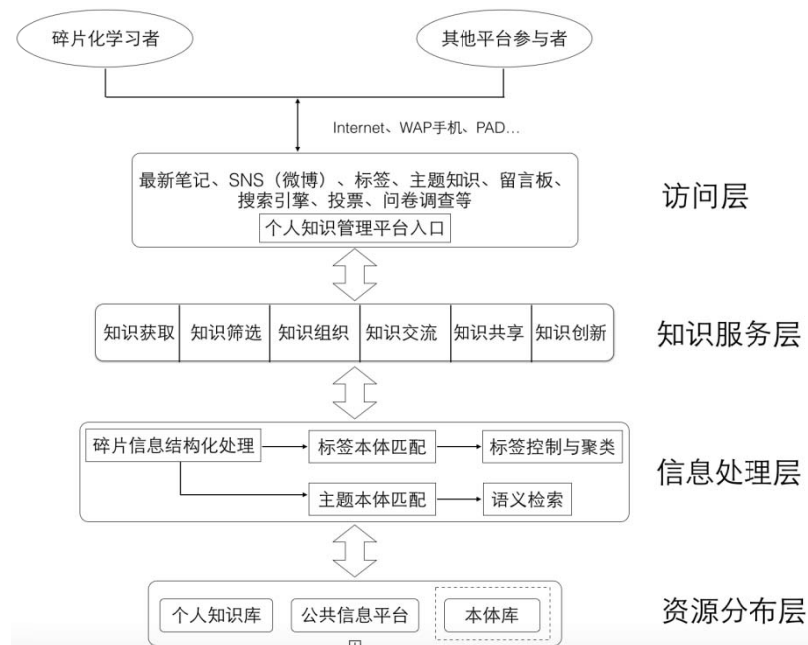 碎片化学习者
其他平台参与者
Internet、WAP手机、PAD...
最新笔记、SNS（微博）、标签、主题知识、留言板、
搜索引擎、投票、问卷调查等
个人知识管理平台入口
访问层
知识获取 知识筛选 知识组织 知识交流 知识共享 知识创新
知识服务层
碎片信息结构化处理 标签本体匹配 标签控制与聚类
主题本体匹配 语义检索
信息处理层
个人知识库 公共信息平台 本体库
资源分布层